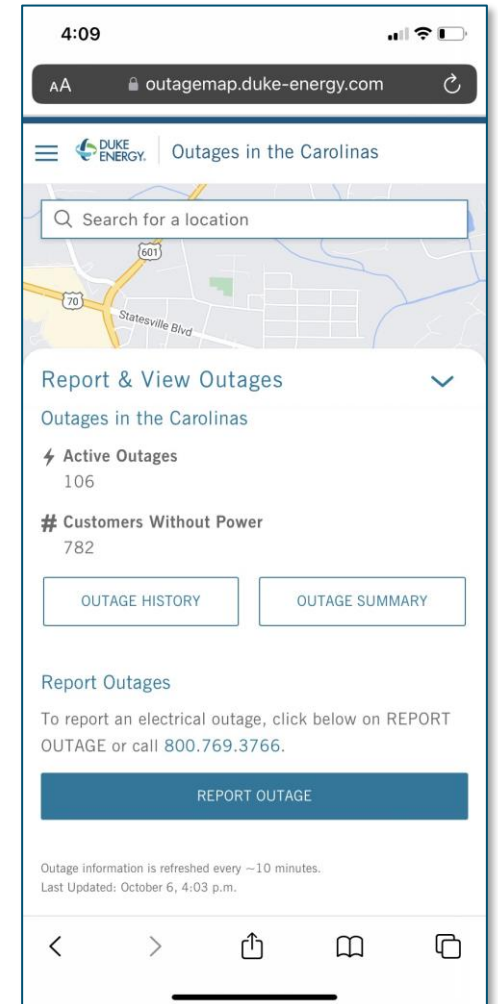 4:09
AA outagemap.duke-energy.com
DUKE
ENERGY.
Outages in the Carolinas
Search for a location
601
70
Statesville Blvd
Report & View Outages
Outages in the Carolinas
Active Outages
106
# Customers Without Power
782
OUTAGE HISTORY
OUTAGE SUMMARY
Report Outages
To report an electrical outage, click below on REPORT
OUTAGE or call 800.769.3766.
REPORT OUTAGE
Outage information is refreshed every ~10 minutes.
Last Updated: October 6, 4:03 p.m.